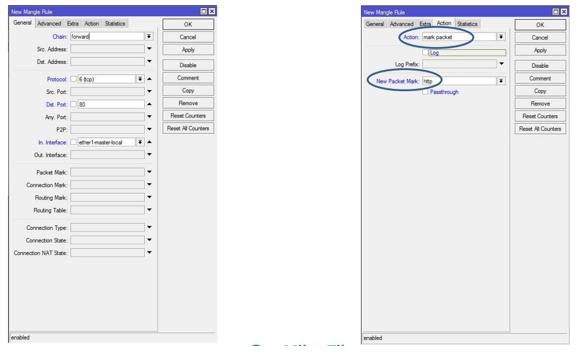 New Mangle Rule
General Advanced Extra Action Statistics
Chain: forward
Src. Address:
Dst. Address:
Protocol: 6 (tcp)
Src. Port:
Dst. Port: 80
Any. Port:
P2P:
In. Interface: ether1-master-local
Out. Interface:
Packet Mark:
Connection Mark:
Routing Mark:
Routing Table:
Connection Type:
Connection State:
Connection NAT State:
OK
Cancel
Apply
Disable
Comment
Copy
Remove
Reset Counters
Reset All Counters
enabled
New Mangle Rule
General Advanced Extra Action Statistics
Action: mark packet
Log
Log Prefix:
New Packet Mark: http
Passthrough
OK
Cancel
Apply
Disable
Comment
Copy
Remove
Reset Counters
Reset All Counters
enabled